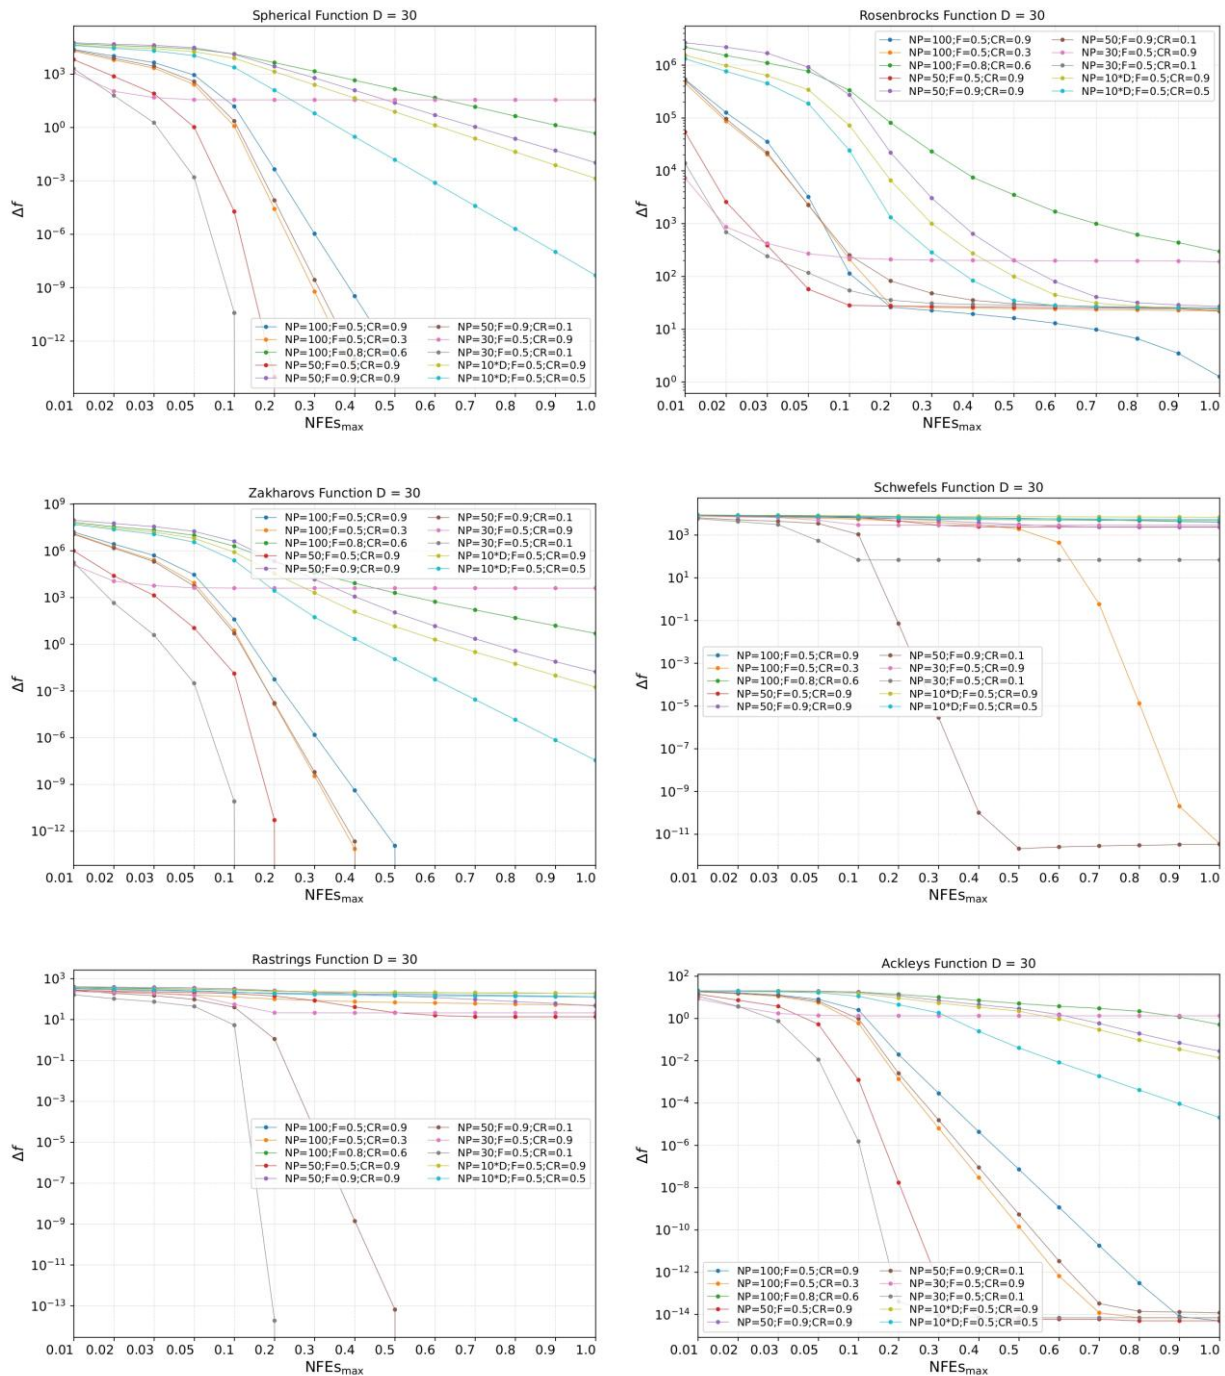 Spherical Function D = 30
Δf
10^3
10^0
10^-3
10^-6
10^-9
10^-12
NP=100;F=0.5;CR=0.9
NP=100;F=0.5;CR=0.3
NP=100;F=0.8;CR=0.6
NP=50;F=0.5;CR=0.9
NP=50;F=0.9;CR=0.9
NP=50;F=0.9;CR=0.1
NP=30;F=0.5;CR=0.9
NP=30;F=0.5;CR=0.1
NP=10*D;F=0.5;CR=0.9
NP=10*D;F=0.5;CR=0.5
0.01 0.02 0.03 0.05 0.1 0.2 0.3 0.4 0.5 0.6 0.7 0.8 0.9 1.0
NFEs_max
Rosenbrocks Function D = 30
Δf
10^6
10^5
10^4
10^3
10^2
10^1
10^0
NP=100;F=0.5;CR=0.9
NP=100;F=0.5;CR=0.3
NP=100;F=0.8;CR=0.6
NP=50;F=0.5;CR=0.9
NP=50;F=0.9;CR=0.9
NP=50;F=0.9;CR=0.1
NP=30;F=0.5;CR=0.9
NP=30;F=0.5;CR=0.1
NP=10*D;F=0.5;CR=0.9
NP=10*D;F=0.5;CR=0.5
0.01 0.02 0.03 0.05 0.1 0.2 0.3 0.4 0.5 0.6 0.7 0.8 0.9 1.0
NFEs_max
Zakharovs Function D = 30
Δf
10^9
10^6
10^3
10^0
10^-3
10^-6
10^-9
10^-12
NP=100;F=0.5;CR=0.9
NP=100;F=0.5;CR=0.3
NP=100;F=0.8;CR=0.6
NP=50;F=0.5;CR=0.9
NP=50;F=0.9;CR=0.9
NP=50;F=0.9;CR=0.1
NP=30;F=0.5;CR=0.9
NP=30;F=0.5;CR=0.1
NP=10*D;F=0.5;CR=0.9
NP=10*D;F=0.5;CR=0.5
0.01 0.02 0.03 0.05 0.1 0.2 0.3 0.4 0.5 0.6 0.7 0.8 0.9 1.0
NFEs_max
Schwefels Function D = 30
Δf
10^3
10^1
10^-1
10^-3
10^-5
10^-7
10^-9
10^-11
NP=100;F=0.5;CR=0.9
NP=100;F=0.5;CR=0.3
NP=100;F=0.8;CR=0.6
NP=50;F=0.5;CR=0.9
NP=50;F=0.9;CR=0.9
NP=50;F=0.9;CR=0.1
NP=30;F=0.5;CR=0.9
NP=30;F=0.5;CR=0.1
NP=10*D;F=0.5;CR=0.9
NP=10*D;F=0.5;CR=0.5
0.01 0.02 0.03 0.05 0.1 0.2 0.3 0.4 0.5 0.6 0.7 0.8 0.9 1.0
NFEs_max
Rastrings Function D = 30
Δf
10^3
10^1
10^-1
10^-3
10^-5
10^-7
10^-9
10^-11
10^-13
NP=100;F=0.5;CR=0.9
NP=100;F=0.5;CR=0.3
NP=100;F=0.8;CR=0.6
NP=50;F=0.5;CR=0.9
NP=50;F=0.9;CR=0.9
NP=50;F=0.9;CR=0.1
NP=30;F=0.5;CR=0.9
NP=30;F=0.5;CR=0.1
NP=10*D;F=0.5;CR=0.9
NP=10*D;F=0.5;CR=0.5
0.01 0.02 0.03 0.05 0.1 0.2 0.3 0.4 0.5 0.6 0.7 0.8 0.9 1.0
NFEs_max
Ackleys Function D = 30
Δf
10^2
10^0
10^-2
10^-4
10^-6
10^-8
10^-10
10^-12
10^-14
NP=100;F=0.5;CR=0.9
NP=100;F=0.5;CR=0.3
NP=100;F=0.8;CR=0.6
NP=50;F=0.5;CR=0.9
NP=50;F=0.9;CR=0.9
NP=50;F=0.9;CR=0.1
NP=30;F=0.5;CR=0.9
NP=30;F=0.5;CR=0.1
NP=10*D;F=0.5;CR=0.9
NP=10*D;F=0.5;CR=0.5
0.01 0.02 0.03 0.05 0.1 0.2 0.3 0.4 0.5 0.6 0.7 0.8 0.9 1.0
NFEs_max